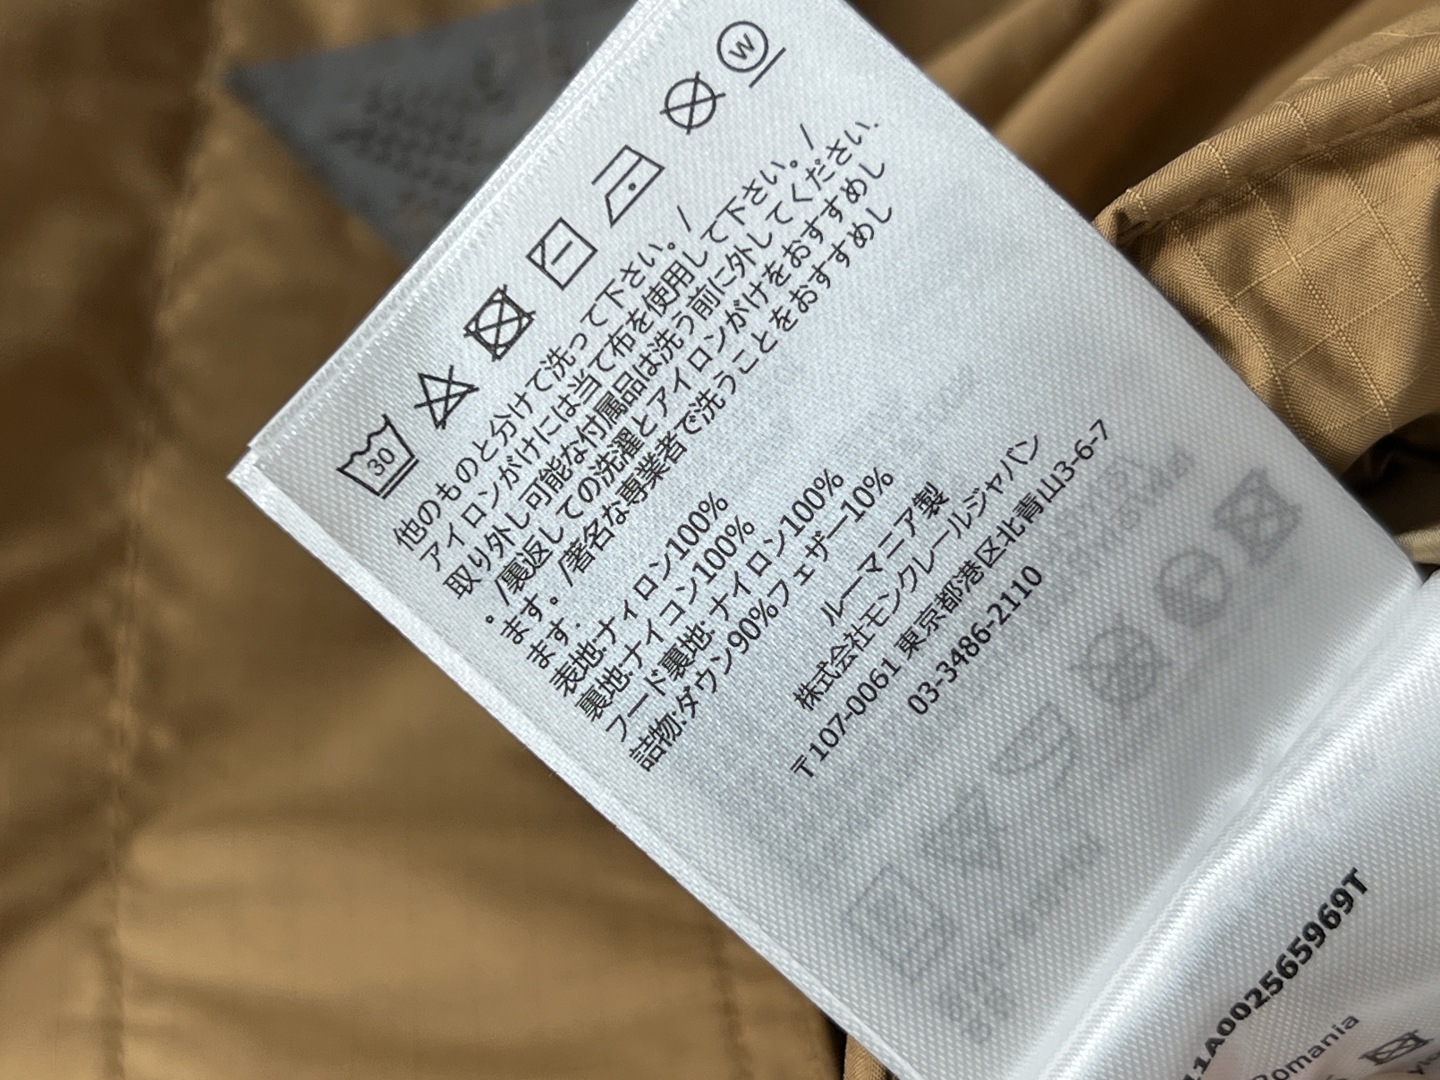 30
W
他のものと分けて洗って下さい。/
アイロンがけには当て布を使用して下さい。/
取り外し可能な付属品は洗う前に外してください.
。/裏返しての洗濯とアイロンがけをおすすめし
ます。/著名な専業者で洗うことをおすすめし
ます.
表地:ナィロン100%
裏地:ナイコン100%
フード裏地:ナイロン100%
詰物:ダウン90%フェザー10%
ルーマニア製
株式会社モンクレールジャパン
〒107-0061 東京都港区北青山3-6-7
03-3486-2110
11A002565969T
Romania